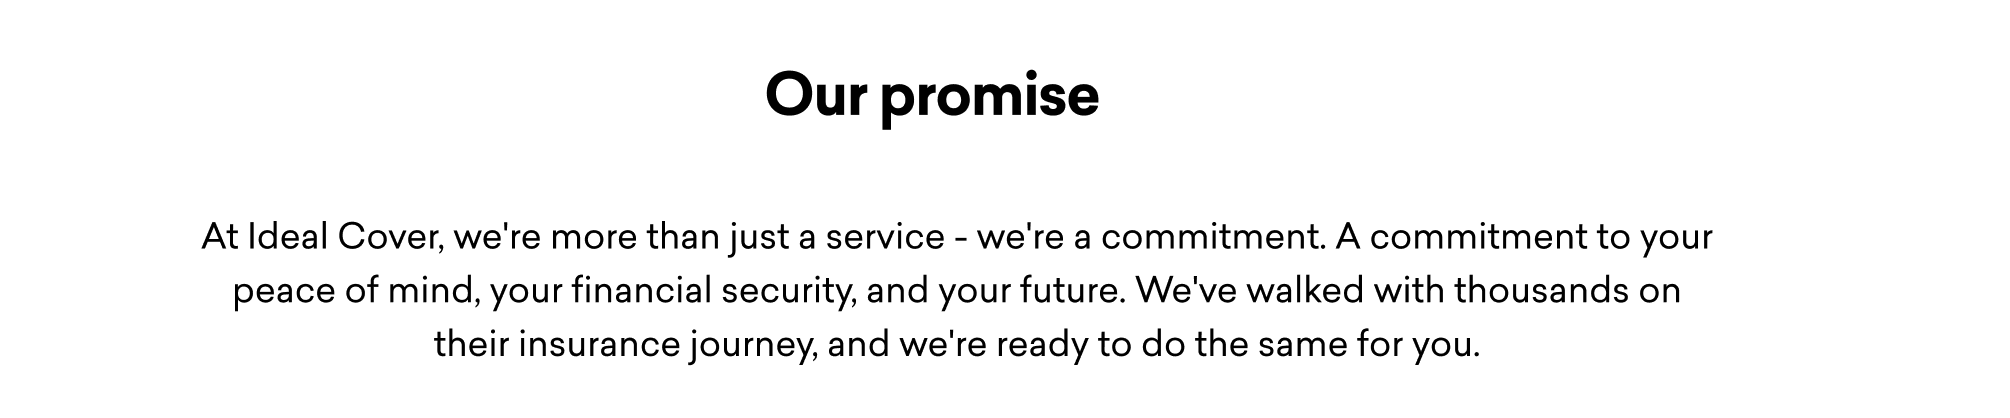 Our promise
At Ideal Cover, we're more than just a service - we're a commitment. A commitment to your
peace of mind, your financial security, and your future. We've walked with thousands on
their insurance journey, and we're ready to do the same for you.